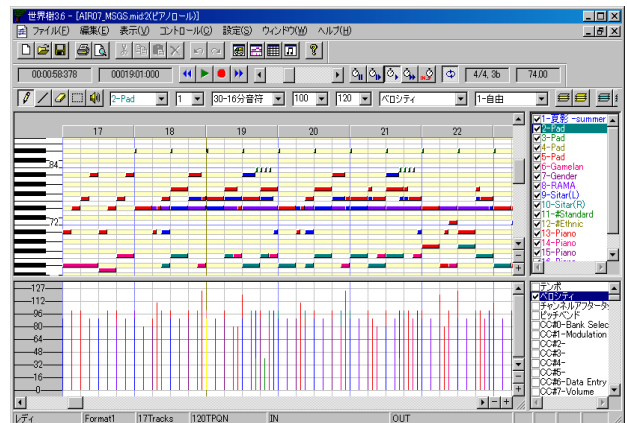 世界樹3.6 - [AIR07_MSGS.mid:2(ピアノロール)]
ファイル(F) 編集(E) 表示(V) コントロール(C) 設定(S) ウィンドウ(W) ヘルプ(H)
00:00:58:378 00019:01:000 4/4, 3b 74.00
2-Pad 1 30-16分音符 100 120 ベロシティ 1-自由
17 18 19 20 21 22
84
72
1-夏影 -summer
2-Pad
3-Pad
4-Pad
5-Pad
6-Gamelan
7-Gender
8-RAMA
9-Sitar(L)
10-Sitar(R)
11-#Standard
12-#Ethnic
13-Piano
14-Piano
15-Piano
127
112
96
80
64
48
32
16
0
テンポ
ベロシティ
チャンネルアフタータ
ピッチベンド
CC#0-Bank Selec
CC#1-Modulation
CC#2-
CC#3-
CC#4-
CC#5-
CC#6-Data Entry
CC#7-Volume
レディ Format1 17Tracks 120TPQN IN OUT